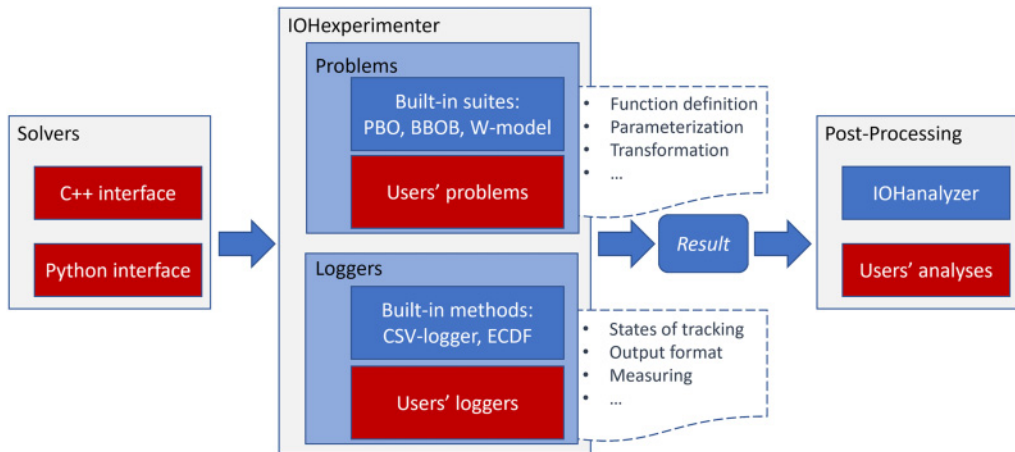 Solvers
C++ interface
Python interface
IOHexperimenter
Problems
Built-in suites:
PBO, BBOB, W-model
Users’ problems
• Function definition
• Parameterization
• Transformation
• ...
Loggers
Built-in methods:
CSV-logger, ECDF
Users’ loggers
• States of tracking
• Output format
• Measuring
• ...
Result
Post-Processing
IOHanalyzer
Users’ analyses